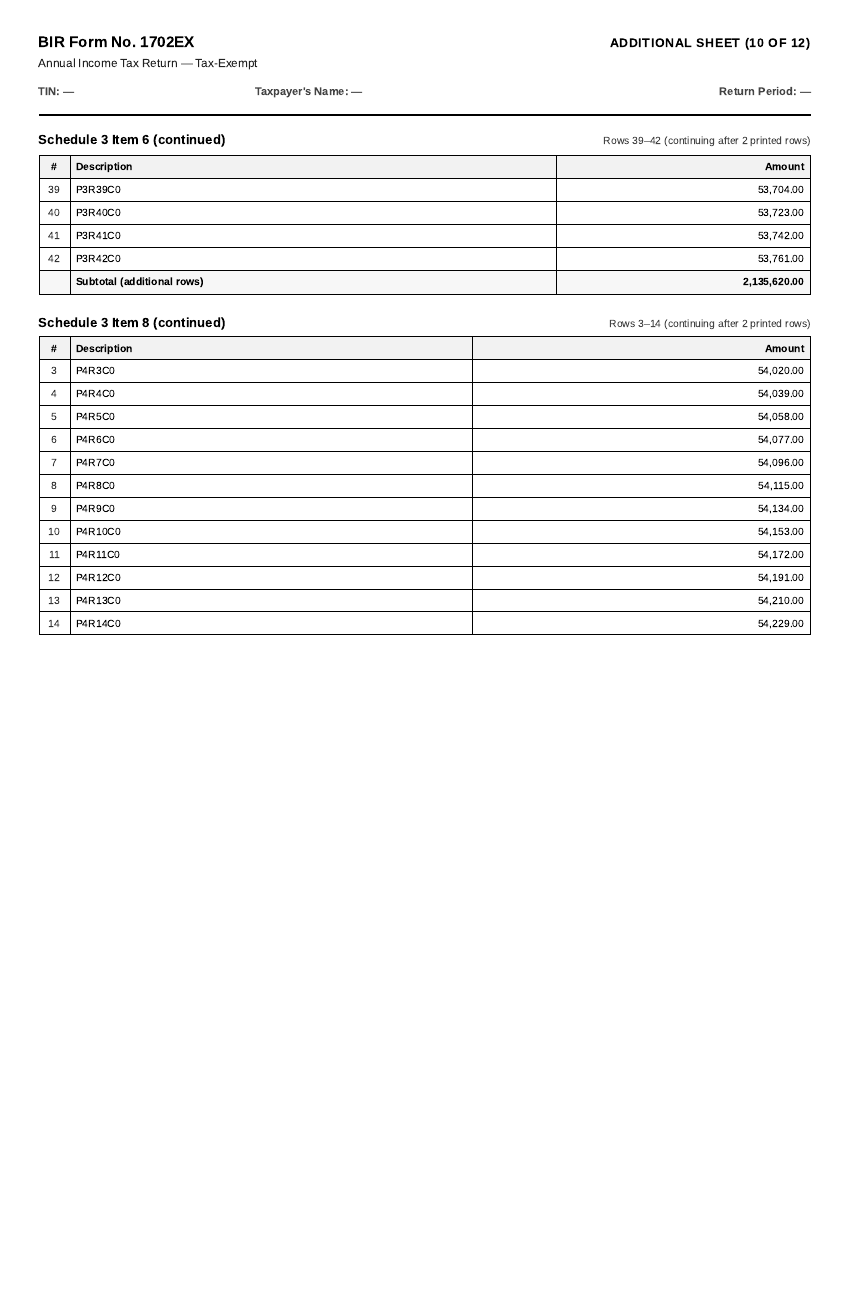 BIR Form No. 1702EX
ADDITIONAL SHEET (10 OF 12)
Annual Income Tax Return — Tax-Exempt
TIN: — Taxpayer's Name: — Return Period: —
Schedule 3 Item 6 (continued)
Rows 39–42 (continuing after 2 printed rows)
# Description Amount
39 P3R39C0 53,704.00
40 P3R40C0 53,723.00
41 P3R41C0 53,742.00
42 P3R42C0 53,761.00
Subtotal (additional rows) 2,135,620.00
Schedule 3 Item 8 (continued)
Rows 3–14 (continuing after 2 printed rows)
# Description Amount
3 P4R3C0 54,020.00
4 P4R4C0 54,039.00
5 P4R5C0 54,058.00
6 P4R6C0 54,077.00
7 P4R7C0 54,096.00
8 P4R8C0 54,115.00
9 P4R9C0 54,134.00
10 P4R10C0 54,153.00
11 P4R11C0 54,172.00
12 P4R12C0 54,191.00
13 P4R13C0 54,210.00
14 P4R14C0 54,229.00